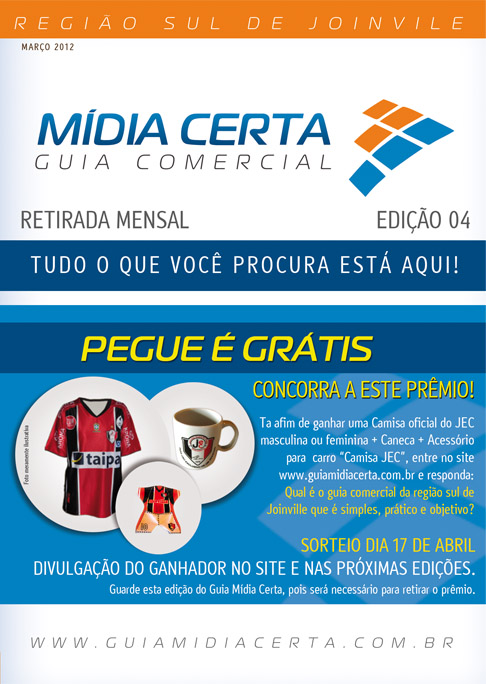 REGIÃO SUL DE JOINVILE
MARÇO 2012
MÍDIA CERTA
GUIA COMERCIAL
RETIRADA MENSAL
EDIÇÃO 04
TUDO O QUE VOCÊ PROCURA ESTÁ AQUI!
PEGUE É GRÁTIS
CONCORRA A ESTE PRÊMIO!
Foto meramente ilustrativa
taipa
Ta afim de ganhar uma Camisa oficial do JEC
masculina ou feminina + Caneca + Acessório
para carro "Camisa JEC", entre no site
www.guiamidiacerta.com.br e responda:
Qual é o guia comercial da região sul de
Joinville que é simples, prático e objetivo?
SORTEIO DIA 17 DE ABRIL
DIVULGAÇÃO DO GANHADOR NO SITE E NAS PRÓXIMAS EDIÇÕES.
Guarde esta edição do Guia Mídia Certa, pois será necessário para retirar o prêmio.
WWW.GUIAMIDIACERTA.COM.BR